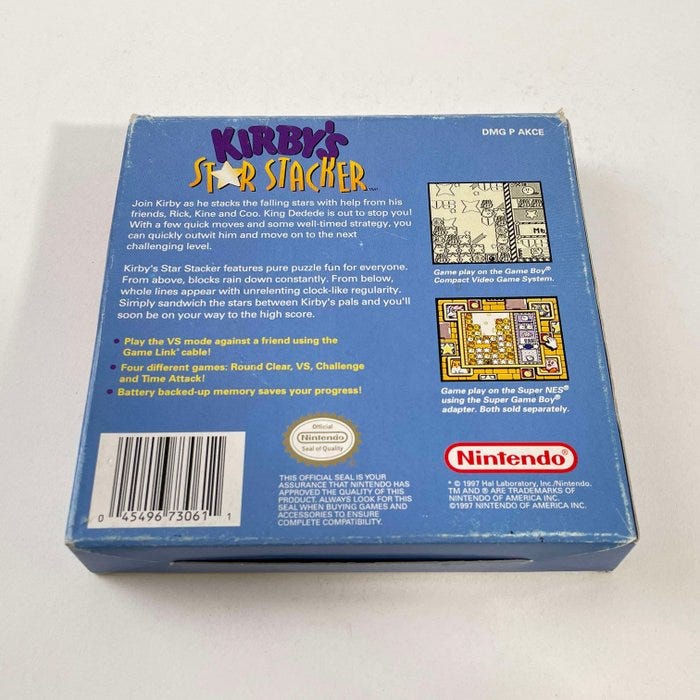 KIRBY'S
STAR STACKER™
DMG P AKCE
Join Kirby as he stacks the falling stars with help from his
friends, Rick, Kine and Coo. King Dedede is out to stop you!
With a few quick moves and some well-timed strategy, you
can quickly outwit him and move on to the next
challenging level.
Kirby's Star Stacker features pure puzzle fun for everyone.
From above, blocks rain down constantly. From below,
whole lines appear with unrelenting clock-like regularity.
Simply sandwich the stars between Kirby's pals and you'll
soon be on your way to the high score.
• Play the VS mode against a friend using the
Game Link® cable!
• Four different games: Round Clear, VS, Challenge
and Time Attack!
• Battery backed-up memory saves your progress!
Game play on the Game Boy®
Compact Video Game System.
Game play on the Super NES®
using the Super Game Boy®
adapter. Both sold separately.
0 45496 73061 1
Official
Nintendo
Seal of Quality
THIS OFFICIAL SEAL IS YOUR
ASSURANCE THAT NINTENDO HAS
APPROVED THE QUALITY OF THIS
PRODUCT. ALWAYS LOOK FOR THIS
SEAL WHEN BUYING GAMES AND
ACCESSORIES TO ENSURE
COMPLETE COMPATIBILITY.
Nintendo®
* © 1997 Hal Laboratory, Inc./Nintendo.
TM AND ® ARE TRADEMARKS OF
NINTENDO OF AMERICA INC.
©1997 NINTENDO OF AMERICA INC.